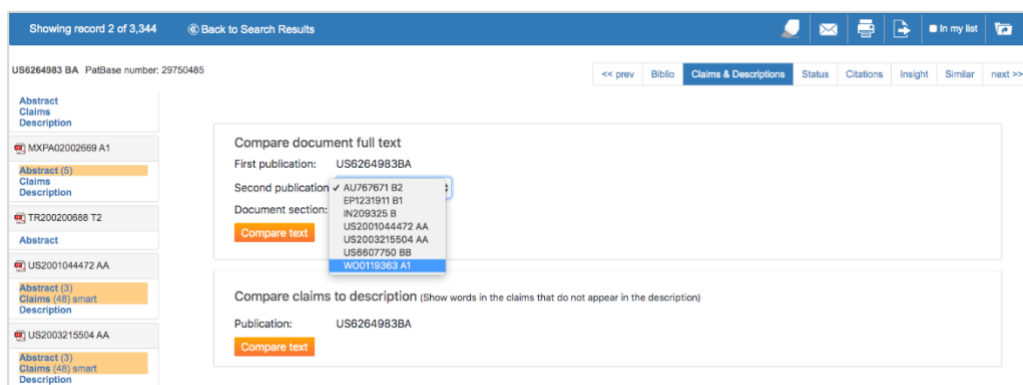 Showing record 2 of 3,344
Back to Search Results
In my list
US6264983 BA PatBase number: 29750485
<< prev
Biblio
Claims & Descriptions
Status
Citations
Insight
Similar
next >>
Abstract
Claims
Description
MXPA02002669 A1
Abstract (5)
Claims
Description
TR200200688 T2
Abstract
US2001044472 AA
Abstract (3)
Claims (48) smart
Description
US2003215504 AA
Abstract (3)
Claims (48) smart
Description
Compare document full text
First publication: US6264983BA
Second publication ✓ AU767671 B2
EP1231911 B1
Document section: IN209325 B
US2001044472 AA
Compare text US2003215504 AA
US6607750 BB
WO0119363 A1
Compare claims to description (Show words in the claims that do not appear in the description)
Publication: US6264983BA
Compare text